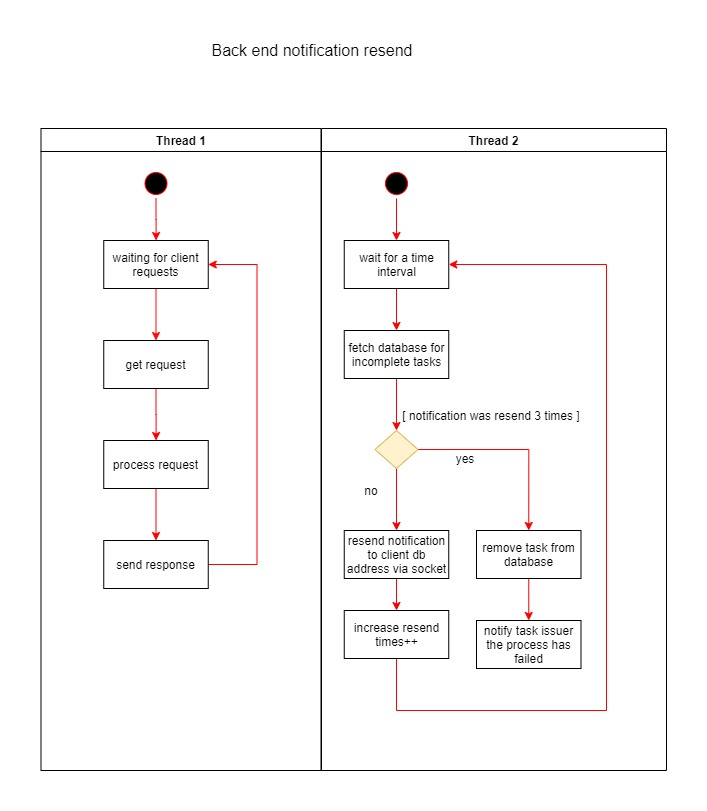 Back end notification resend
Thread 1
Thread 2
waiting for client
requests
get request
process request
send response
wait for a time
interval
fetch database for
incomplete tasks
[ notification was resend 3 times ]
yes
no
resend notification
to client db
address via socket
remove task from
database
increase resend
times++
notify task issuer
the process has
failed